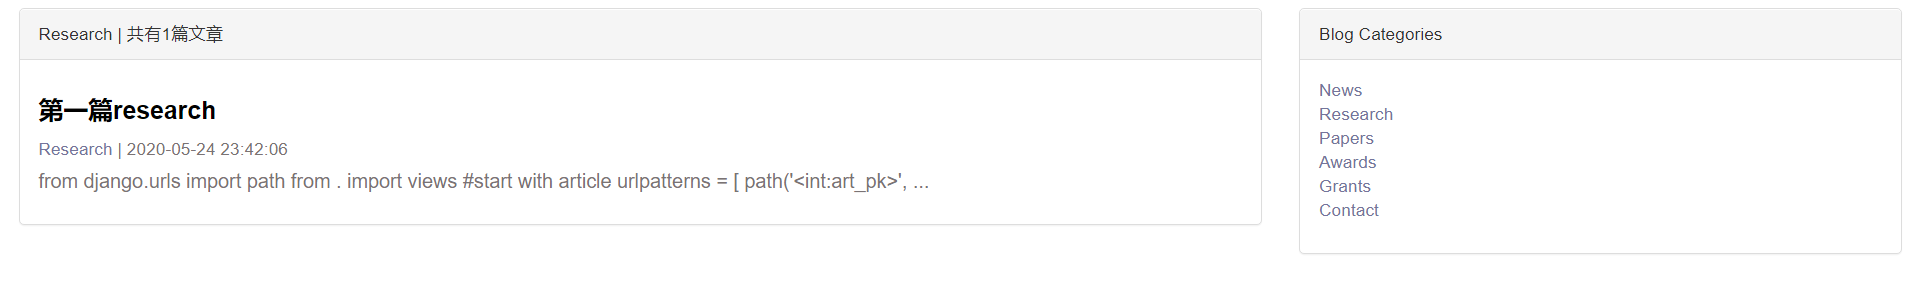 Research | 共有1篇文章
第一篇research
Research | 2020-05-24 23:42:06
from django.urls import path from . import views #start with article urlpatterns = [ path('<int:art_pk>', ...
Blog Categories
News
Research
Papers
Awards
Grants
Contact